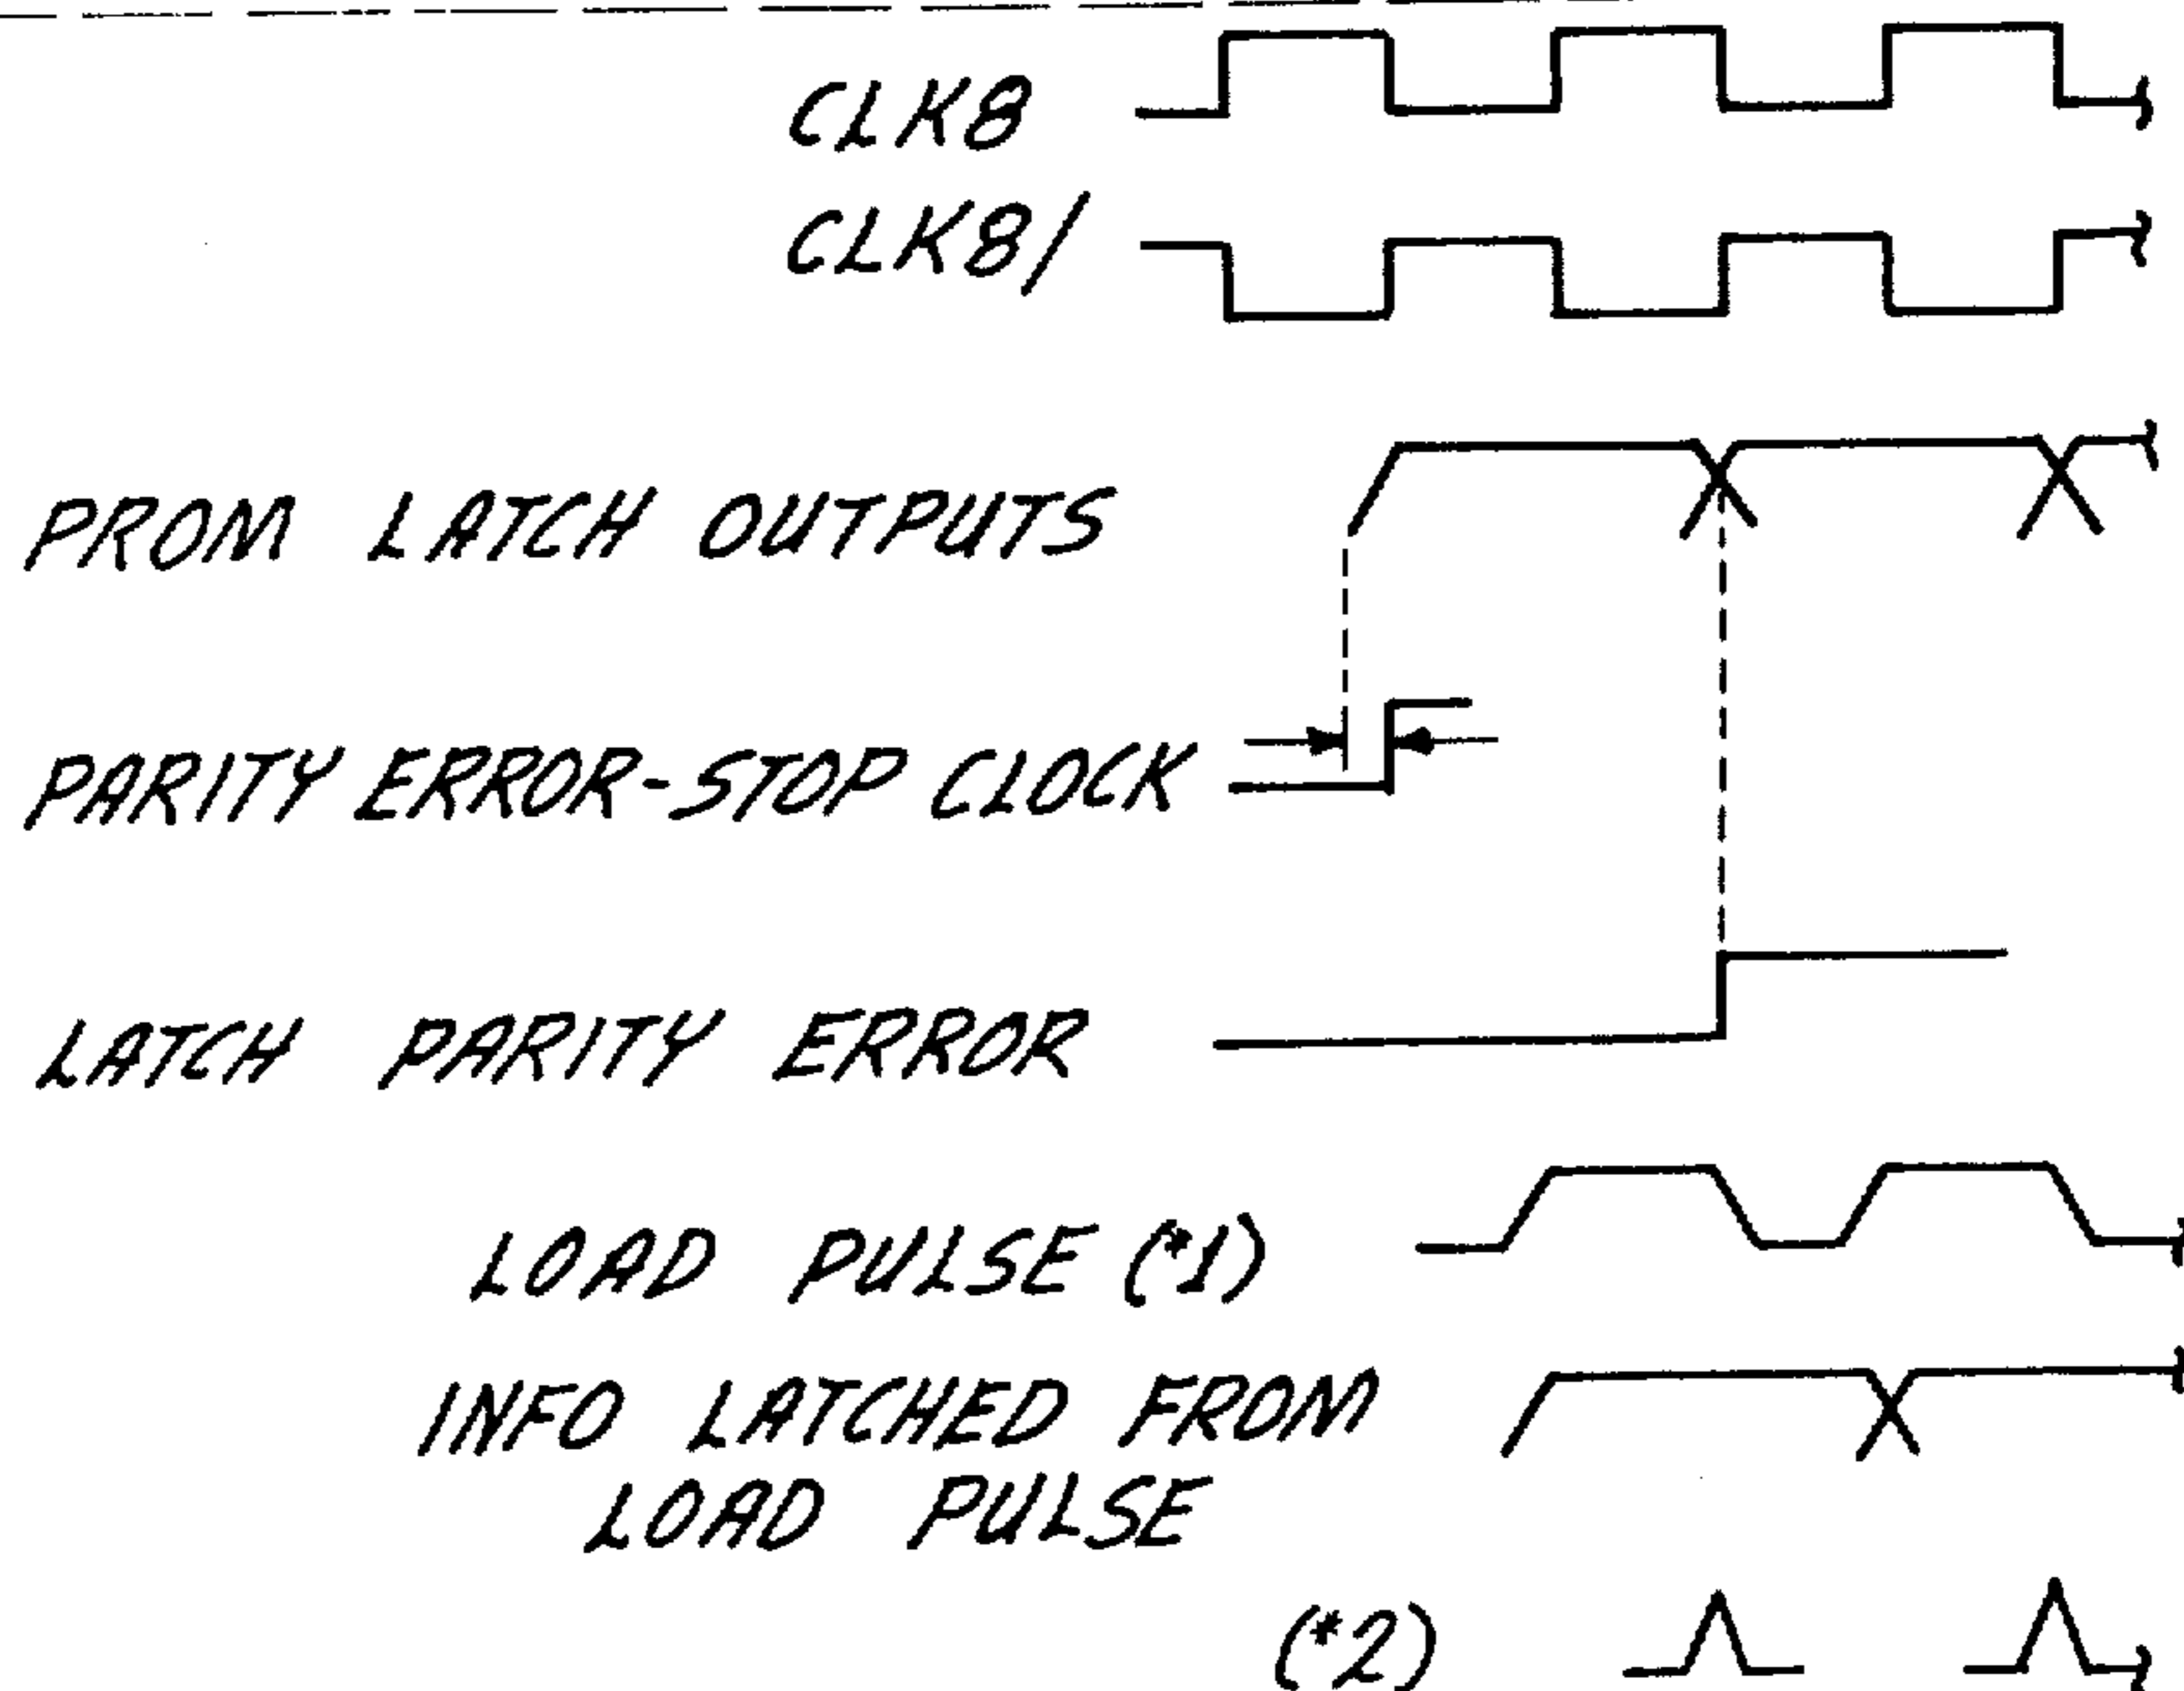 CLK8
CLK8/
PROM LATCH OUTPUTS
PARITY ERROR-STOP CLOCK
LATCH PARITY ERROR
LOAD PULSE (*1)
INFO LATCHED FROM
LOAD PULSE
(*2)